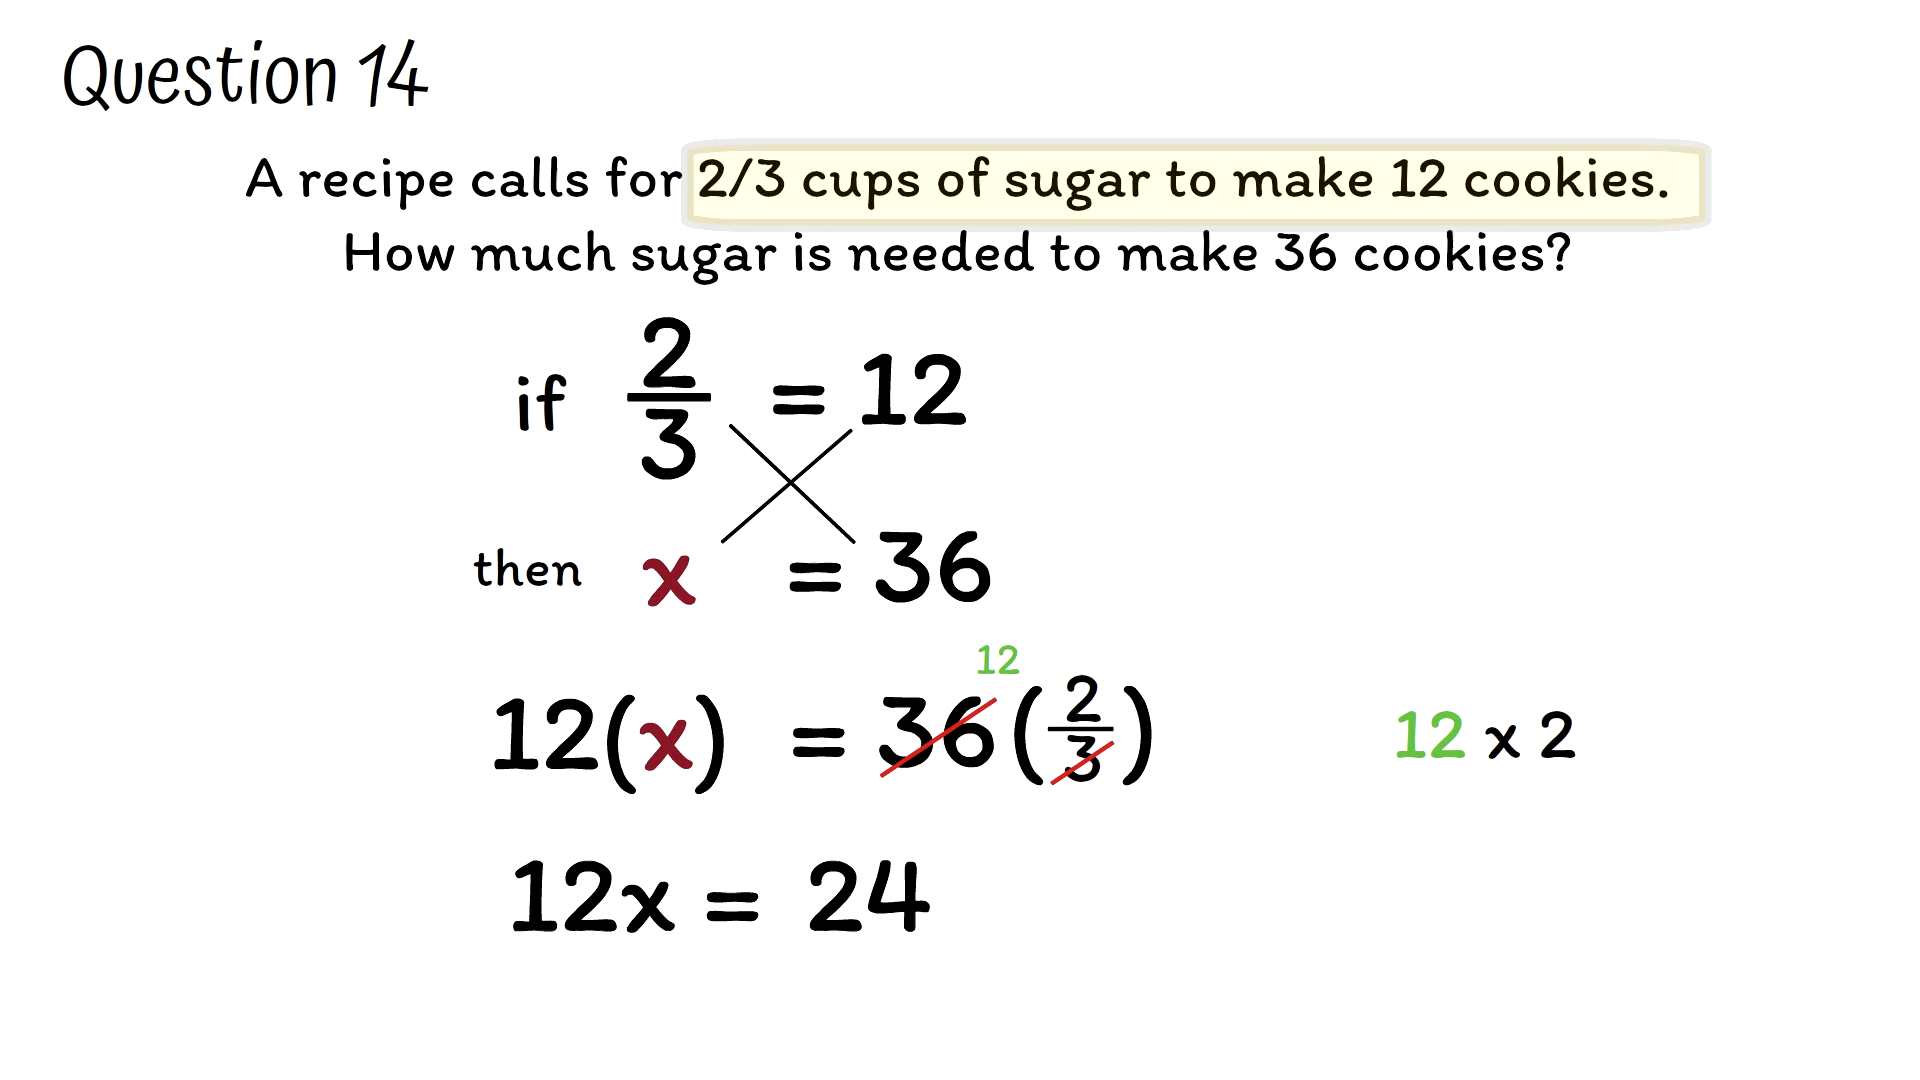 Question 14
A recipe calls for 2/3 cups of sugar to make 12 cookies.
How much sugar is needed to make 36 cookies?
if 2/3 = 12
then x = 36
12
12(x) = 36(2/3)
12 x 2
12x = 24